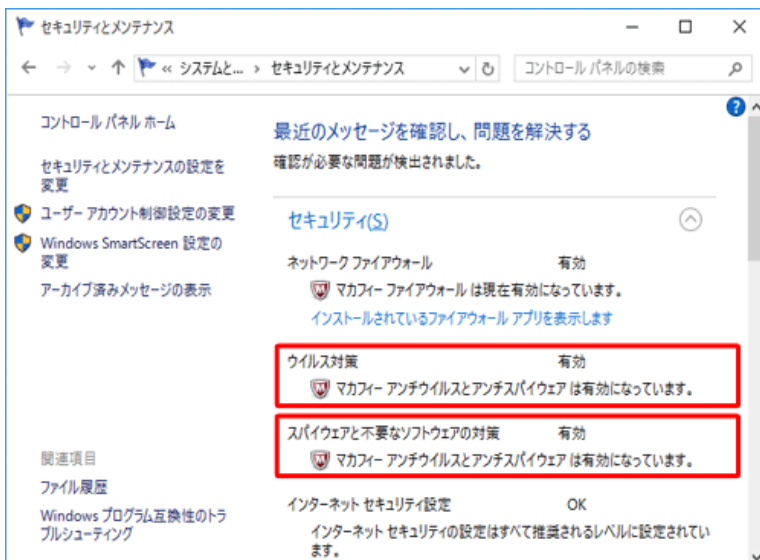 セキュリティとメンテナンス
« システムと... › セキュリティとメンテナンス
コントロール パネルの検索
コントロール パネル ホーム
セキュリティとメンテナンスの設定を
変更
ユーザー アカウント制御設定の変更
Windows SmartScreen 設定の
変更
アーカイブ済みメッセージの表示
関連項目
ファイル履歴
Windows プログラム互換性のトラ
ブルシューティング
最近のメッセージを確認し、問題を解決する
確認が必要な問題が検出されました。
セキュリティ(S)
ネットワーク ファイアウォール 有効
マカフィー ファイアウォール は現在有効になっています。
インストールされているファイアウォール アプリを表示します
ウイルス対策 有効
マカフィー アンチウイルスとアンチスパイウェア は有効になっています。
スパイウェアと不要なソフトウェアの対策 有効
マカフィー アンチウイルスとアンチスパイウェア は有効になっています。
インターネット セキュリティ設定 OK
インターネット セキュリティの設定はすべて推奨されるレベルに設定されてい
ます。